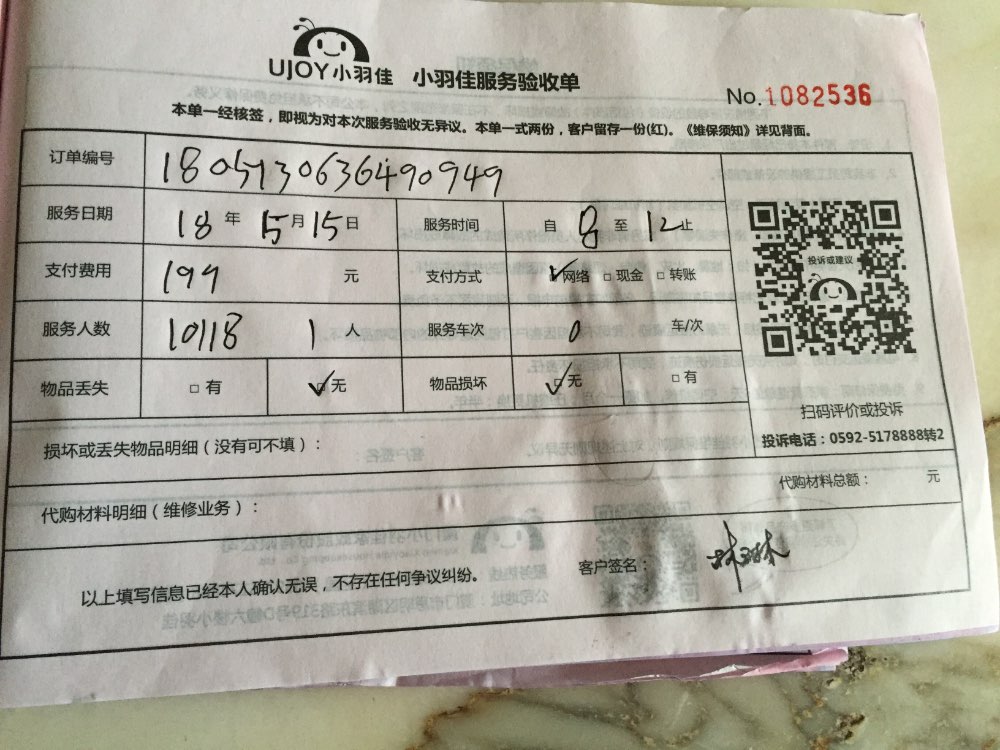 UJOY小羽佳 小羽佳服务验收单
No.1082536
本单一经核签，即视为对本次服务验收无异议。本单一式两份，客户留存一份(红)。《维保须知》详见背面。
订单编号 180513063649​0949
服务日期 18 年 5月15日 服务时间 自 8 至 12止
支付费用 199 元 支付方式 ☑网络 □现金 □转账
服务人数 10118 1 人 服务车次 0 车/次
物品丢失 □有 ☑无 物品损坏 ☑无 □有
投诉或建议
扫码评价或投诉
投诉电话：0592-5178888转2
损坏或丢失物品明细（没有可不填）：
代购材料明细（维修业务）：
代购材料总额： 元
以上填写信息已经本人确认无误，不存在任何争议纠纷。 客户签名：